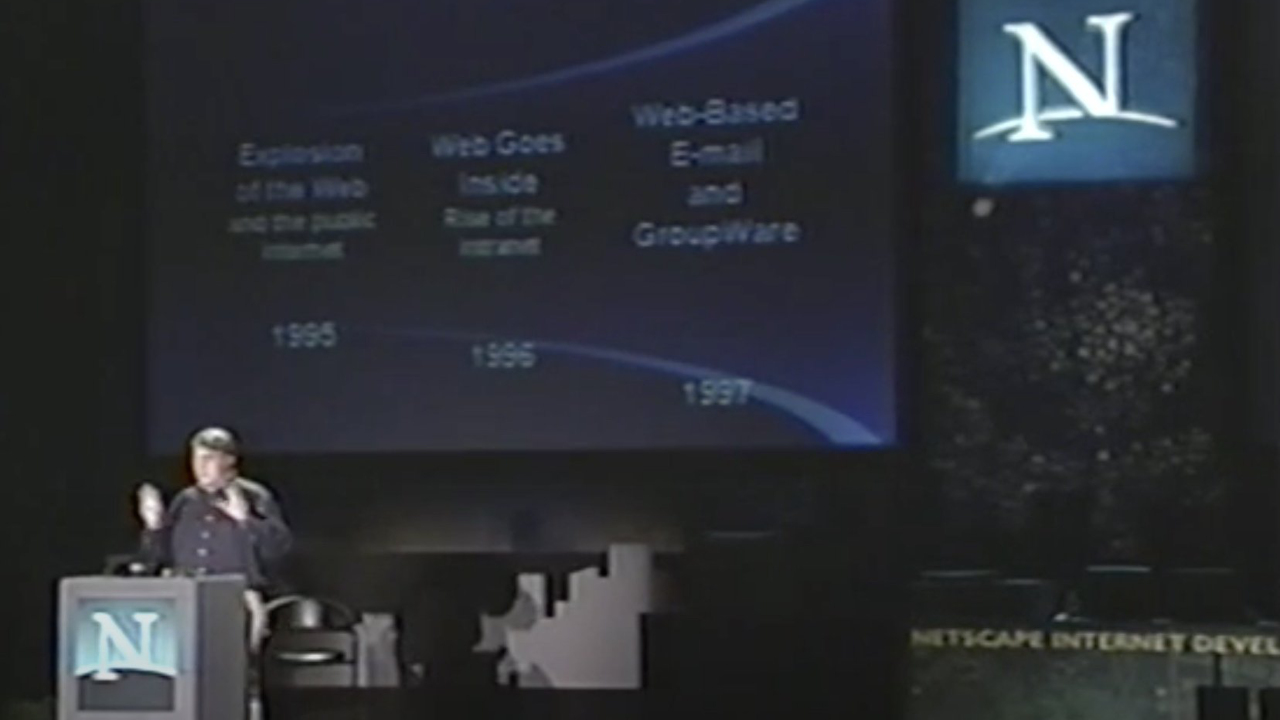 Explosion
of the Web
and the public
Internet
1995
Web Goes
Inside
Rise of the
Intranet
1996
Web-Based
E-mail
and
GroupWare
1997
N
N
NETSCAPE INTERNET DEVEL